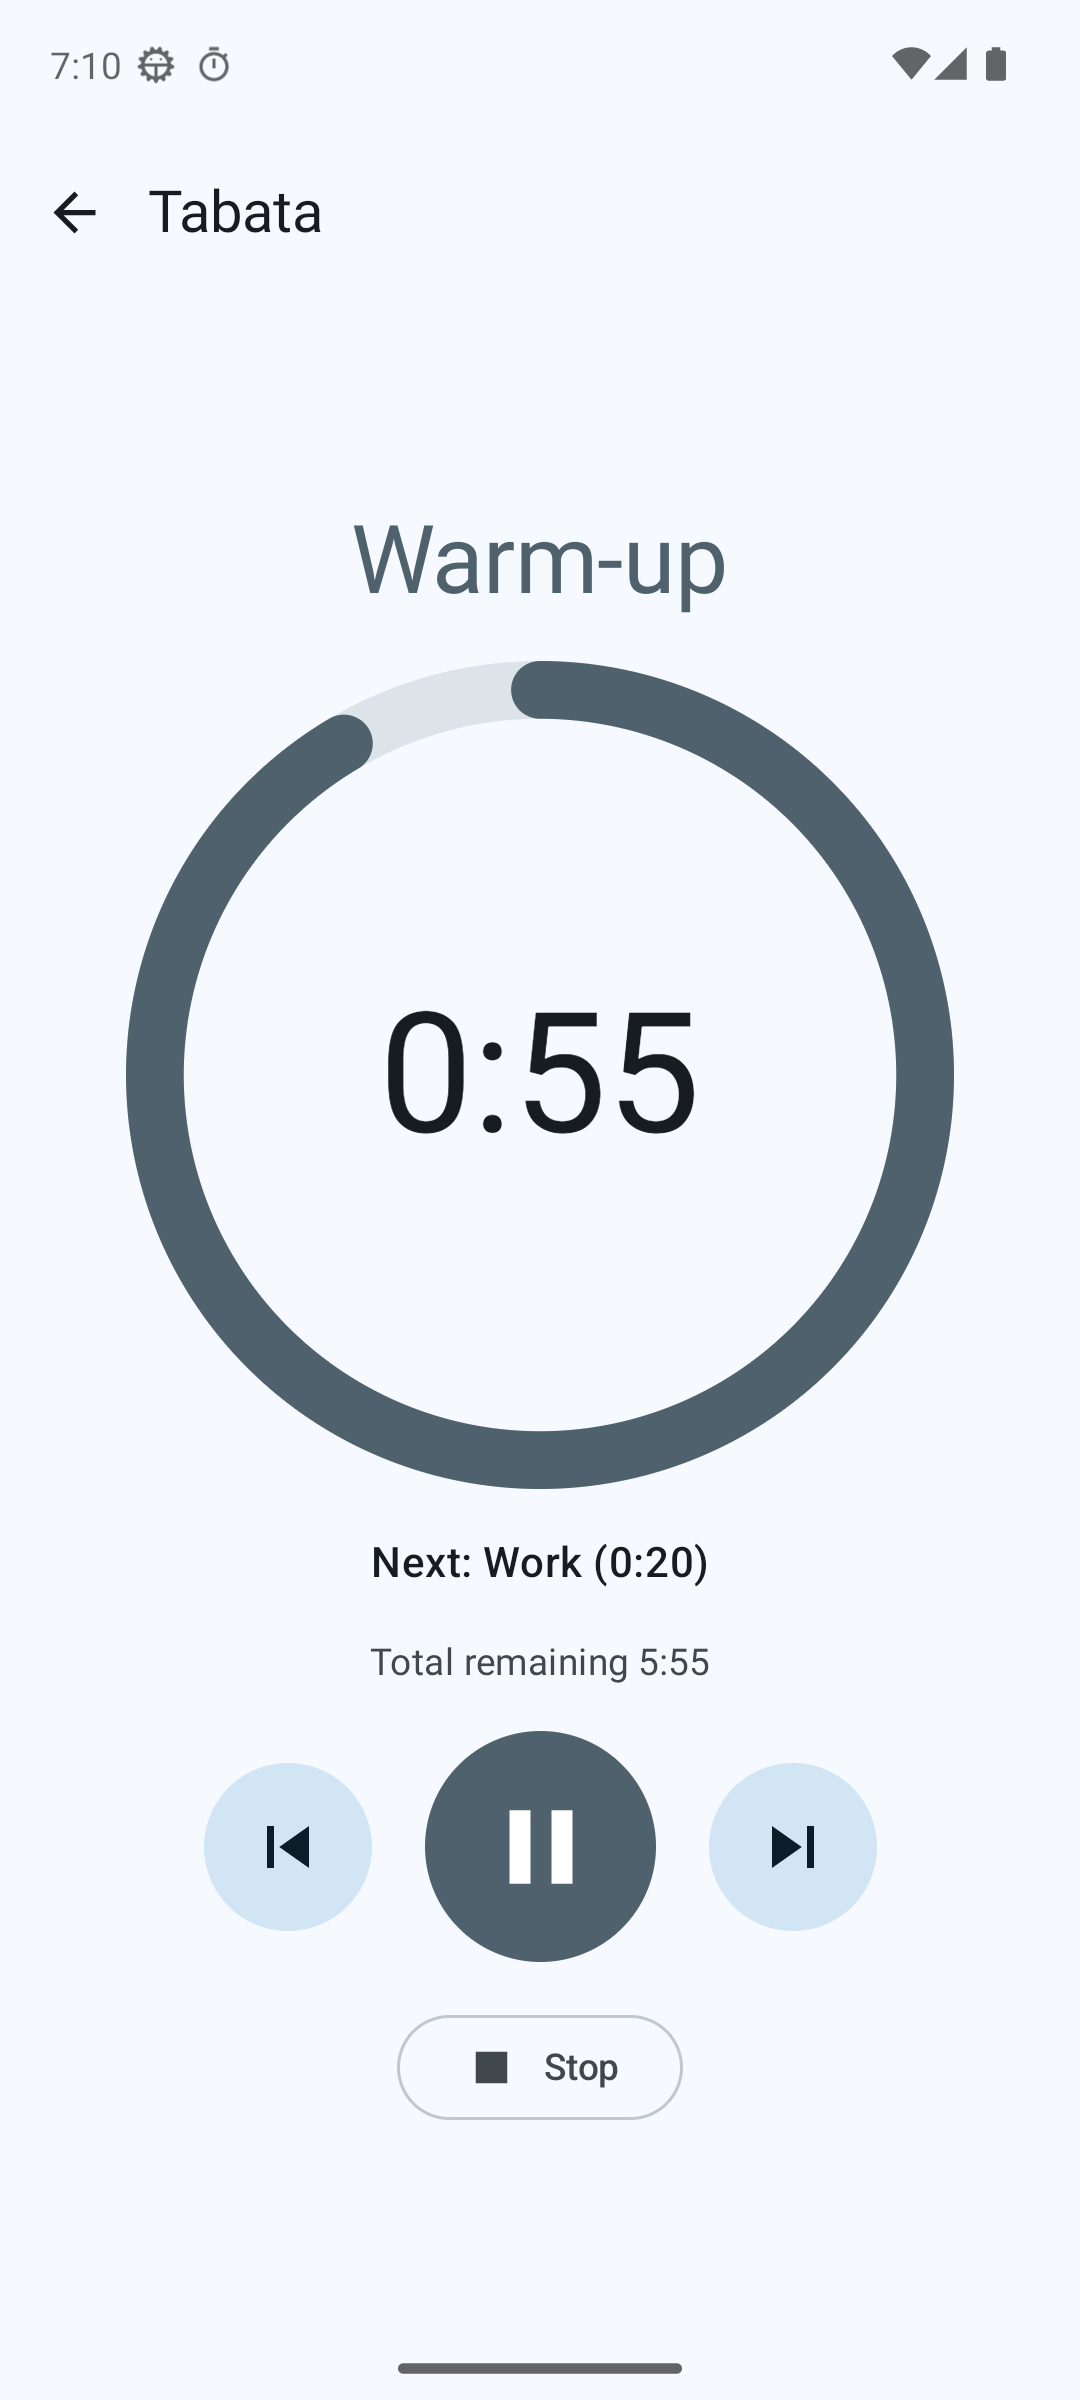 7:10
Tabata
Warm-up
0:55
Next: Work (0:20)
Total remaining 5:55
Stop